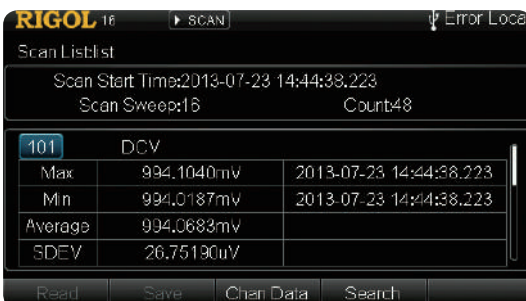 RIGOL 16 SCAN Error Loca
Scan Listlist
Scan Start Time:2013-07-23 14:44:38.223
Scan Sweep:16 Count:48
101 DCV
Max 994.1040mV 2013-07-23 14:44:38.223
Min 994.0187mV 2013-07-23 14:44:38.223
Average 994.0683mV
SDEV 26.75190uV
Read Save Chan Data Search